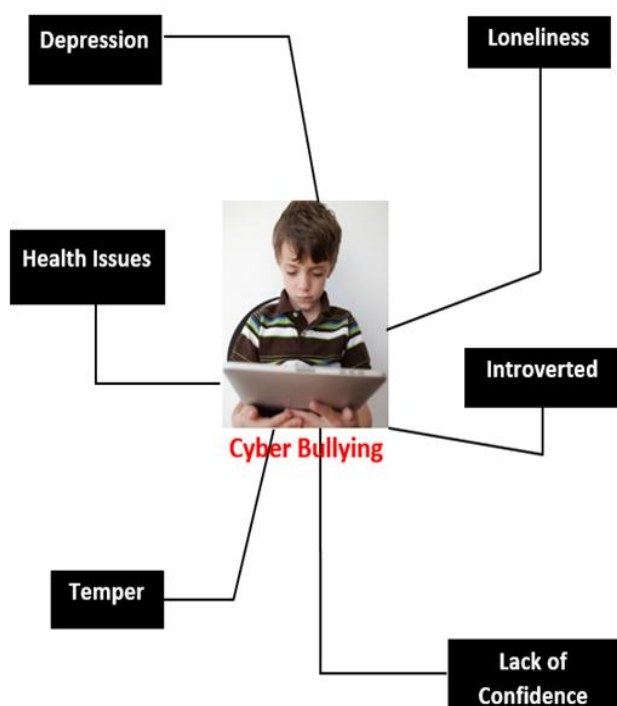 Depression
Loneliness
Health Issues
Introverted
Cyber Bullying
Temper
Lack of
Confidence